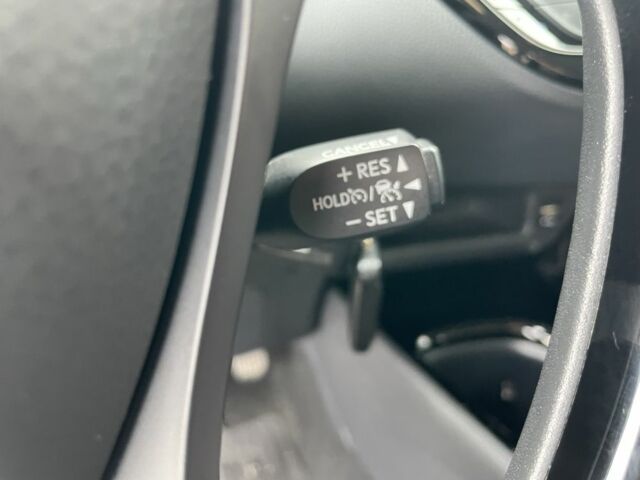 CANCEL▼
+ RES ▲
HOLD / ◄
− SET ▼